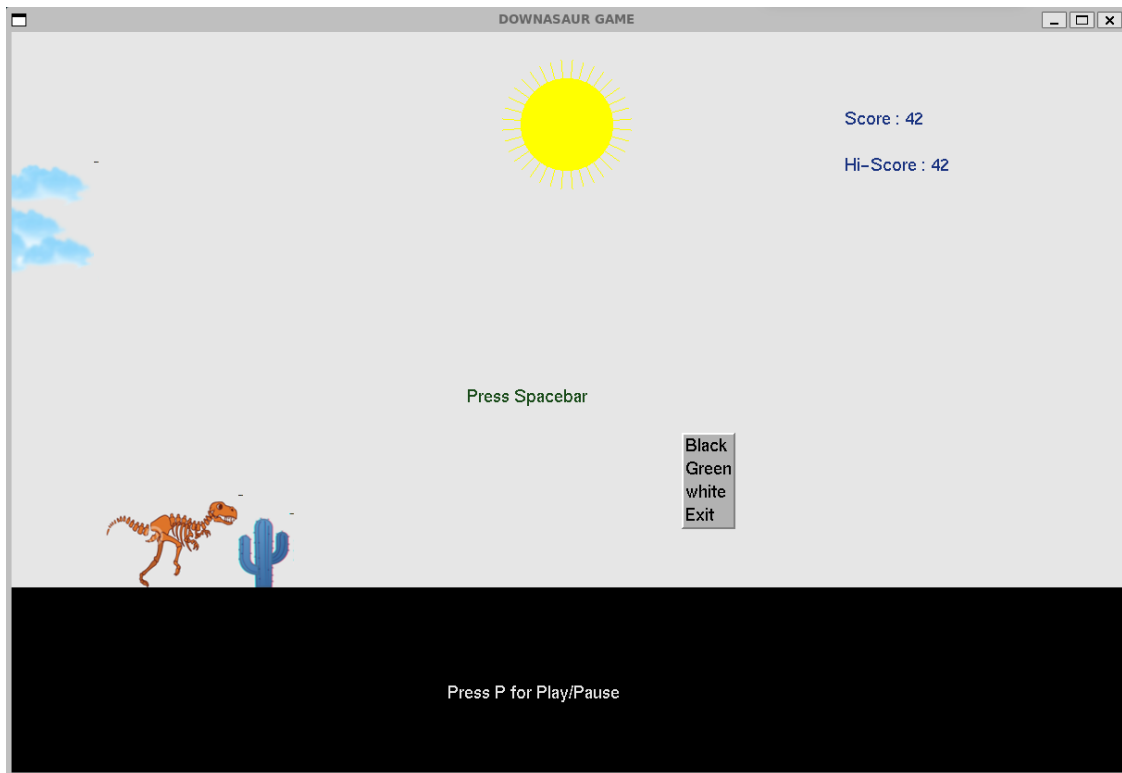 DOWNASAUR GAME
Score : 42
Hi-Score : 42
Press Spacebar
Black
Green
white
Exit
Press P for Play/Pause